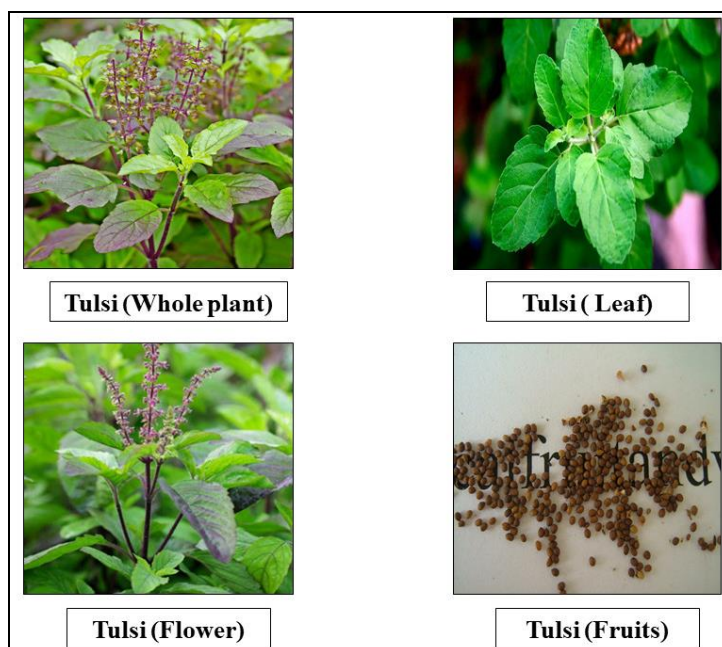 Tulsi (Whole plant)
Tulsi ( Leaf)
Tulsi (Flower)
Tulsi (Fruits)